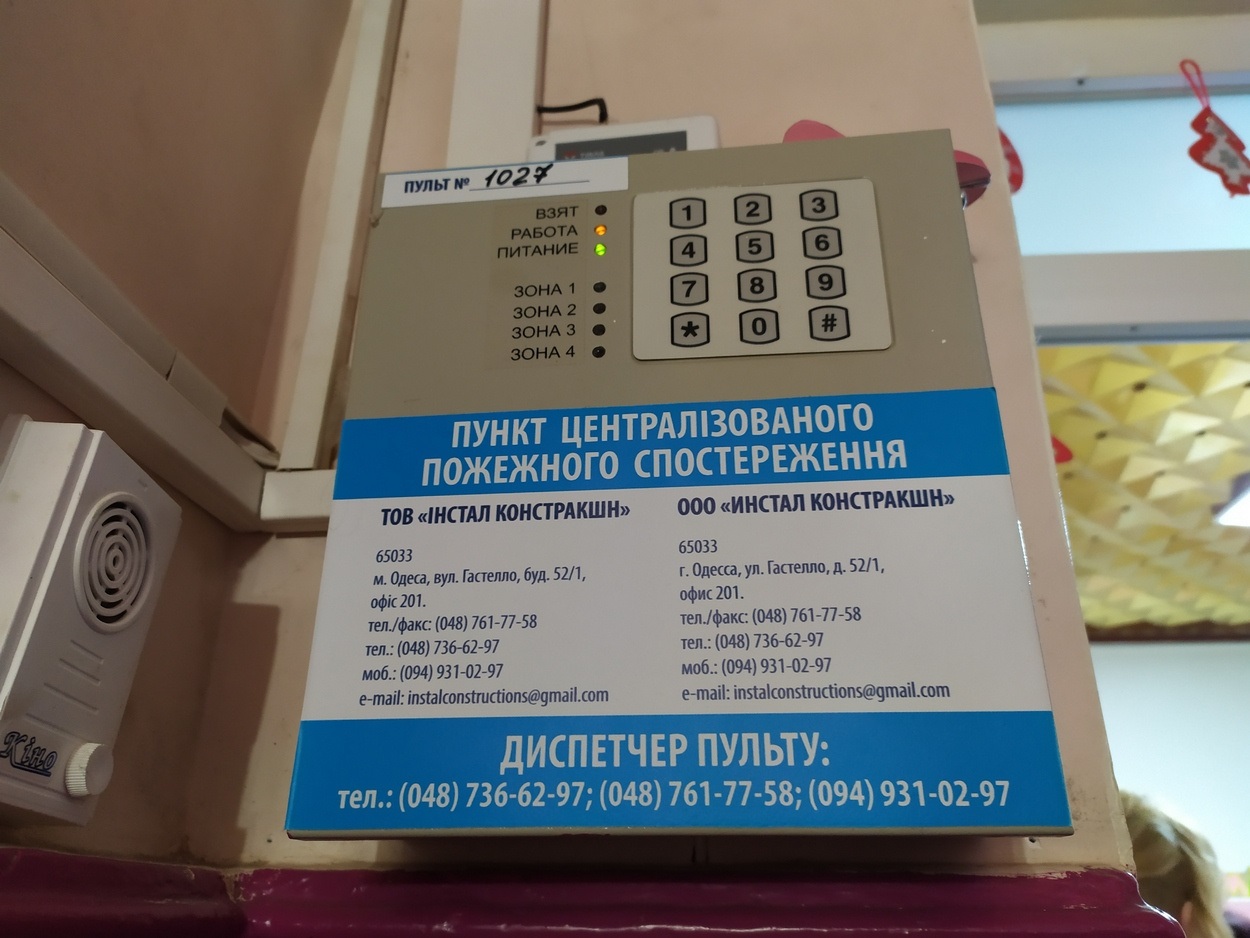 ПУЛЬТ № 1027
ВЗЯТ
РАБОТА
ПИТАНИЕ
ЗОНА 1
ЗОНА 2
ЗОНА 3
ЗОНА 4
1 2 3
4 5 6
7 8 9
* 0 #
ПУНКТ ЦЕНТРАЛІЗОВАНОГО
ПОЖЕЖНОГО СПОСТЕРЕЖЕННЯ
ТОВ «ІНСТАЛ КОНСТРАКШН»
65033
м. Одеса, вул. Гастелло, буд. 52/1,
офіс 201.
тел./факс: (048) 761-77-58
тел.: (048) 736-62-97
моб.: (094) 931-02-97
e-mail: instalconstructions@gmail.com
ООО «ИНСТАЛ КОНСТРАКШН»
65033
г. Одесса, ул. Гастелло, д. 52/1,
офис 201.
тел./факс: (048) 761-77-58
тел.: (048) 736-62-97
моб.: (094) 931-02-97
e-mail: instalconstructions@gmail.com
ДИСПЕТЧЕР ПУЛЬТУ:
тел.: (048) 736-62-97; (048) 761-77-58; (094) 931-02-97
Кіно